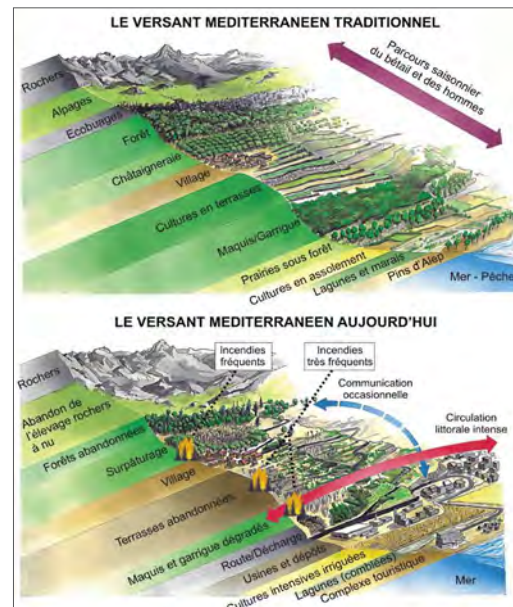 LE VERSANT MEDITERRANEEN TRADITIONNEL
Parcours saisonnier
du bétail et des hommes
Rochers
Alpages
Ecobuages
Forêt
Châtaigneraie
Village
Cultures en terrasses
Maquis/Garrigue
Prairies sous forêt
Cultures en assolement
Lagunes et marais
Pins d'Alep
Mer - Pêche
LE VERSANT MEDITERRANEEN AUJOURD'HUI
Incendies
fréquents
Incendies
très fréquents
Communication
occasionnelle
Circulation
littorale intense
Rochers
Abandon de
l'élevage rochers
à nu
Forêts abandonnées
Surpâturage
Village
Terrasses abandonnées
Maquis et garrigue dégradés
Route/Décharge
Usines et dépôts
Cultures intensives irriguées
Lagunes (comblées)
Complexe touristique
Mer